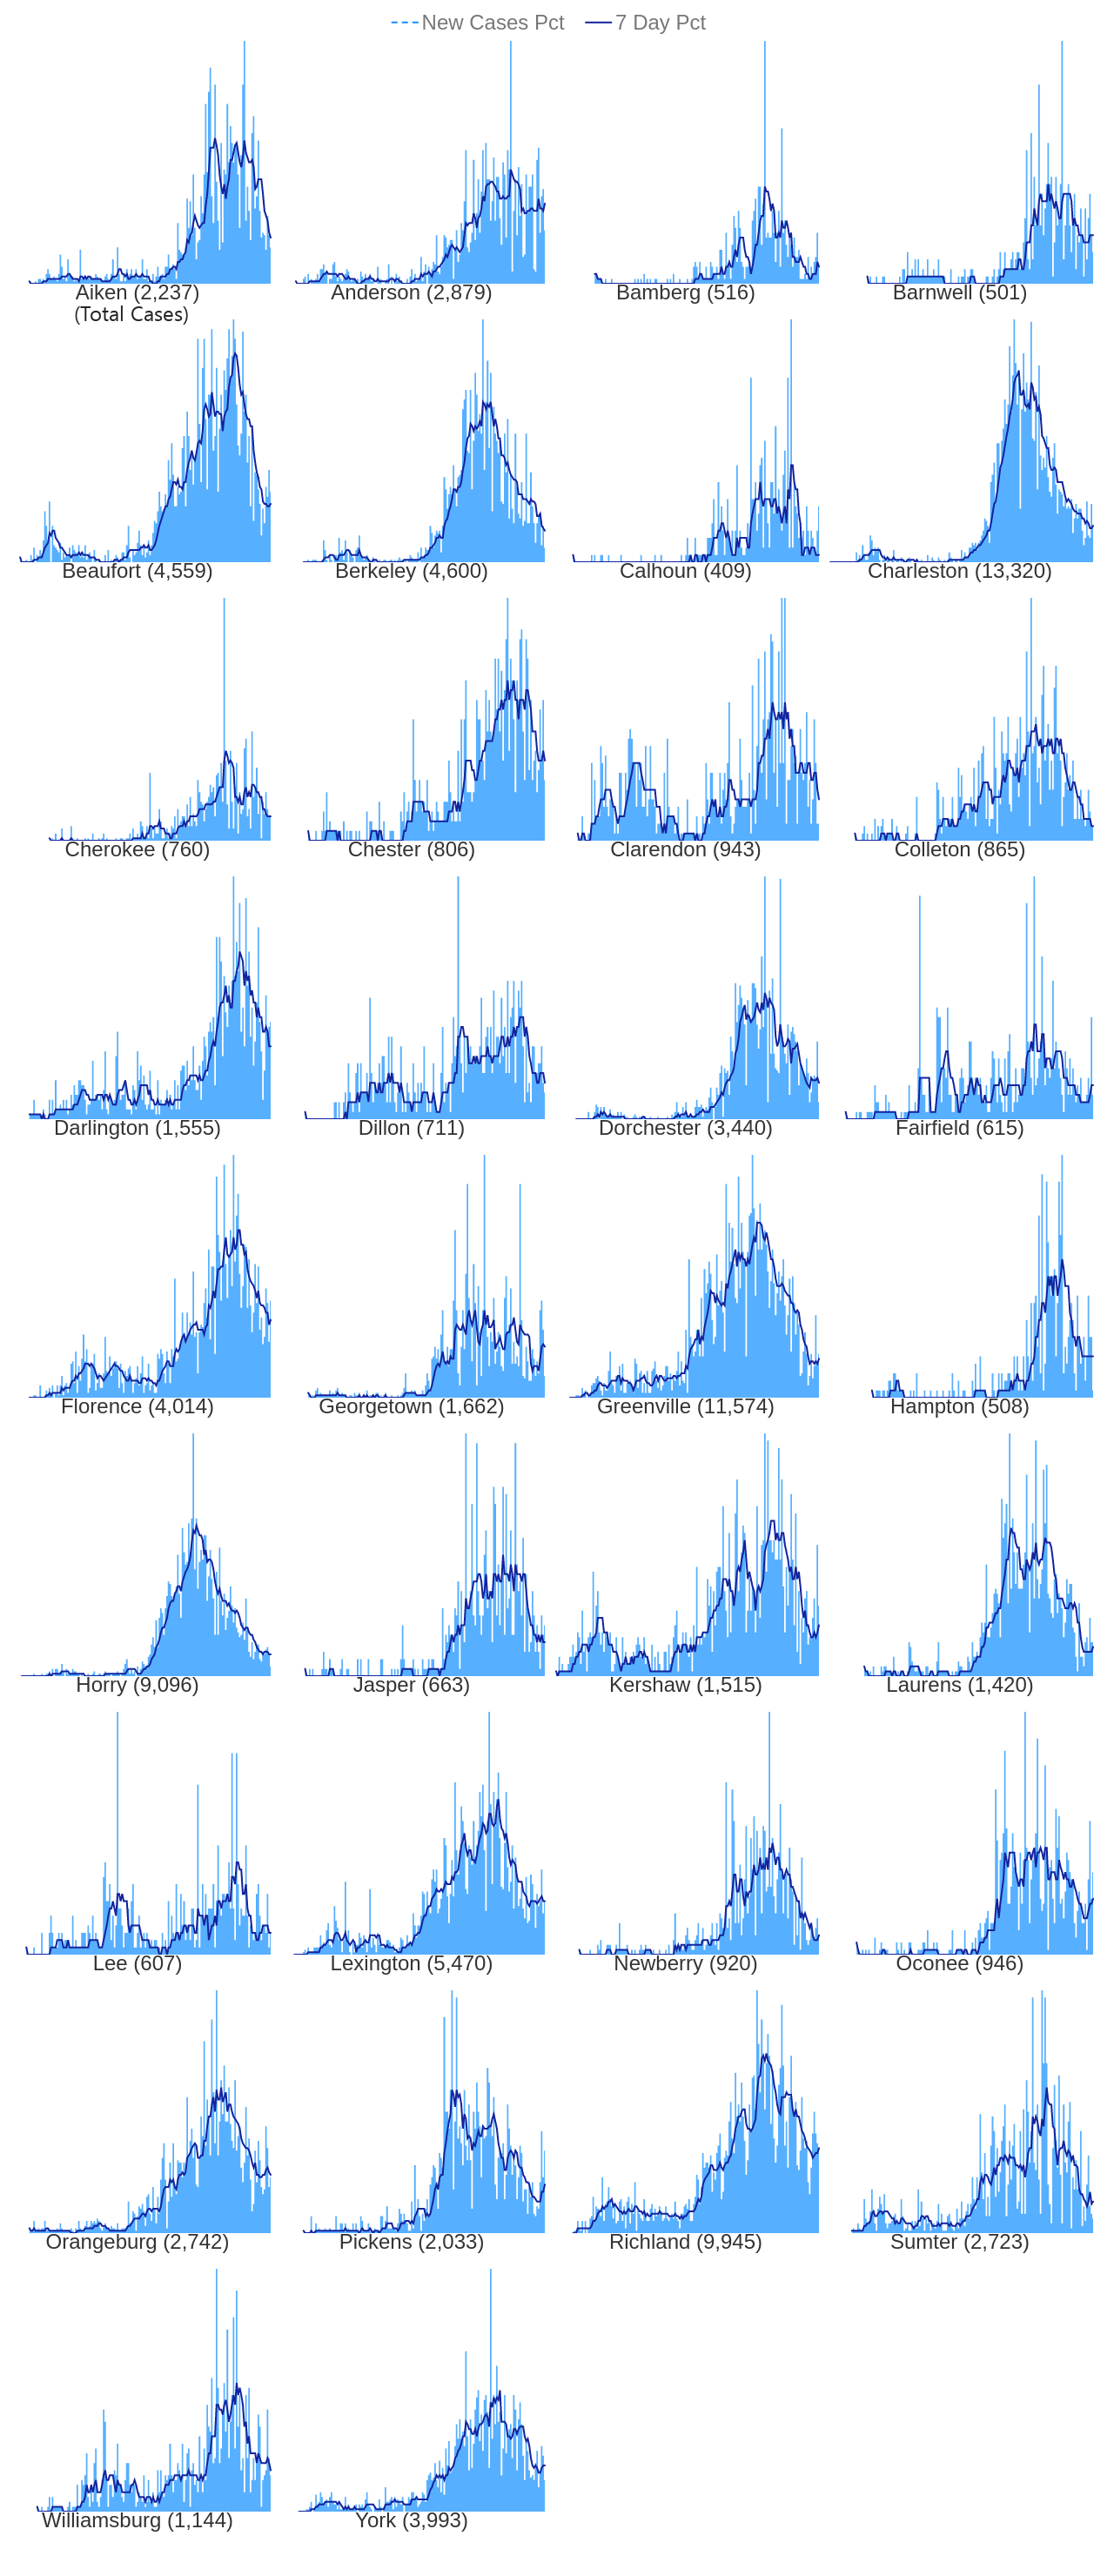 New Cases Pct 7 Day Pct
Aiken (2,237) Anderson (2,879) Bamberg (516) Barnwell (501)
(Total Cases)
Beaufort (4,559) Berkeley (4,600) Calhoun (409) Charleston (13,320)
Cherokee (760) Chester (806) Clarendon (943) Colleton (865)
Darlington (1,555) Dillon (711) Dorchester (3,440) Fairfield (615)
Florence (4,014) Georgetown (1,662) Greenville (11,574) Hampton (508)
Horry (9,096) Jasper (663) Kershaw (1,515) Laurens (1,420)
Lee (607) Lexington (5,470) Newberry (920) Oconee (946)
Orangeburg (2,742) Pickens (2,033) Richland (9,945) Sumter (2,723)
Williamsburg (1,144) York (3,993)